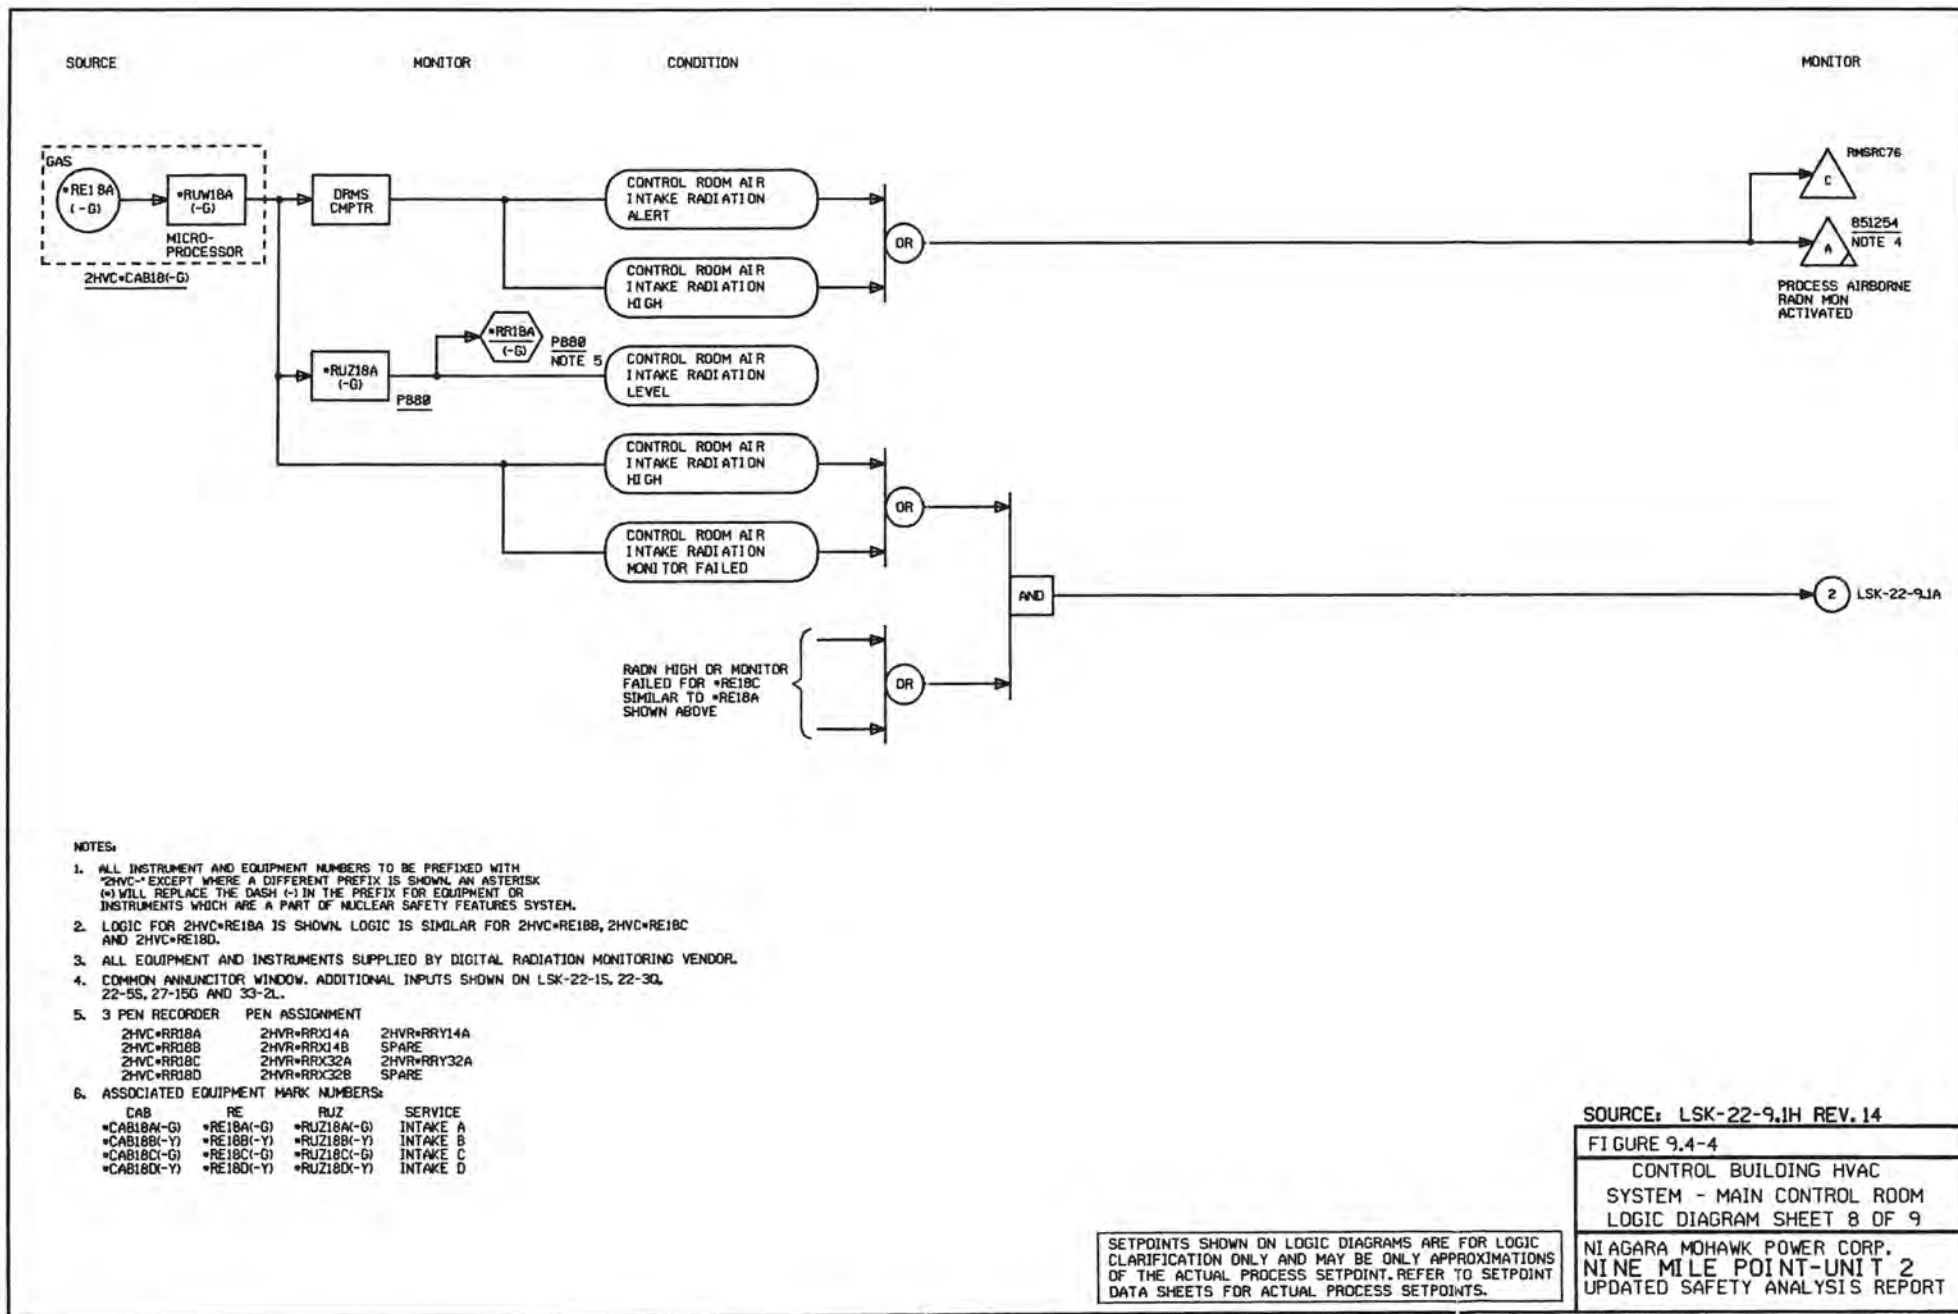 SOURCE
MONITOR
CONDITION
MONITOR
GAS
*RE18A
(-G)
*RUW18A
(-G)
MICRO-
PROCESSOR
2HVC*CAB18(-G)
DRMS
CMPTR
CONTROL ROOM AIR
INTAKE RADIATION
ALERT
CONTROL ROOM AIR
INTAKE RADIATION
HIGH
OR
C
RMSRC76
A
851254
NOTE 4
PROCESS AIRBORNE
RADN MON
ACTIVATED
*RUZ18A
(-G)
P880
*RR18A
(-G)
P880
NOTE 5
CONTROL ROOM AIR
INTAKE RADIATION
LEVEL
CONTROL ROOM AIR
INTAKE RADIATION
HIGH
CONTROL ROOM AIR
INTAKE RADIATION
MONITOR FAILED
OR
AND
2
LSK-22-9.1A
RADN HIGH OR MONITOR
FAILED FOR *RE18C
SIMILAR TO *RE18A
SHOWN ABOVE
OR
NOTES:
1. ALL INSTRUMENT AND EQUIPMENT NUMBERS TO BE PREFIXED WITH
"2HVC-" EXCEPT WHERE A DIFFERENT PREFIX IS SHOWN. AN ASTERISK
(*) WILL REPLACE THE DASH (-) IN THE PREFIX FOR EQUIPMENT OR
INSTRUMENTS WHICH ARE A PART OF NUCLEAR SAFETY FEATURES SYSTEM.
2. LOGIC FOR 2HVC*RE18A IS SHOWN. LOGIC IS SIMILAR FOR 2HVC*RE18B, 2HVC*RE18C
AND 2HVC*RE18D.
3. ALL EQUIPMENT AND INSTRUMENTS SUPPLIED BY DIGITAL RADIATION MONITORING VENDOR.
4. COMMON ANNUNCITOR WINDOW. ADDITIONAL INPUTS SHOWN ON LSK-22-1S, 22-3Q,
22-5S, 27-15G AND 33-2L.
5. 3 PEN RECORDER PEN ASSIGNMENT
2HVC*RR18A 2HVR*RRX14A 2HVR*RRY14A
2HVC*RR18B 2HVR*RRX14B SPARE
2HVC*RR18C 2HVR*RRX32A 2HVR*RRY32A
2HVC*RR18D 2HVR*RRX32B SPARE
6. ASSOCIATED EQUIPMENT MARK NUMBERS:
CAB RE RUZ SERVICE
*CAB18A(-G) *RE18A(-G) *RUZ18A(-G) INTAKE A
*CAB18B(-Y) *RE18B(-Y) *RUZ18B(-Y) INTAKE B
*CAB18C(-G) *RE18C(-G) *RUZ18C(-G) INTAKE C
*CAB18D(-Y) *RE18D(-Y) *RUZ18D(-Y) INTAKE D
SETPOINTS SHOWN ON LOGIC DIAGRAMS ARE FOR LOGIC
CLARIFICATION ONLY AND MAY BE ONLY APPROXIMATIONS
OF THE ACTUAL PROCESS SETPOINT. REFER TO SETPOINT
DATA SHEETS FOR ACTUAL PROCESS SETPOINTS.
SOURCE: LSK-22-9.1H REV. 14
FIGURE 9.4-4
CONTROL BUILDING HVAC
SYSTEM - MAIN CONTROL ROOM
LOGIC DIAGRAM SHEET 8 OF 9
NIAGARA MOHAWK POWER CORP.
NINE MILE POINT-UNIT 2
UPDATED SAFETY ANALYSIS REPORT